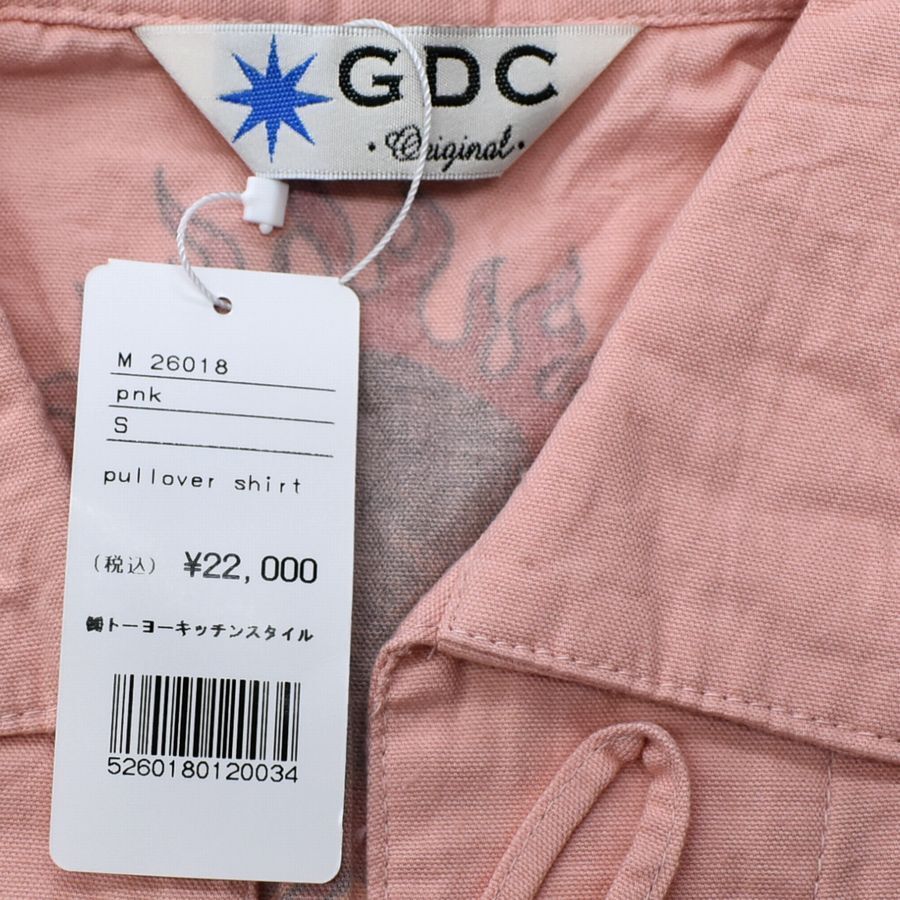 GDC
・Original・
M 26018
pnk
S
pullover shirt
(税込) ¥22,000
㈱トーヨーキッチンスタイル
5260180120034